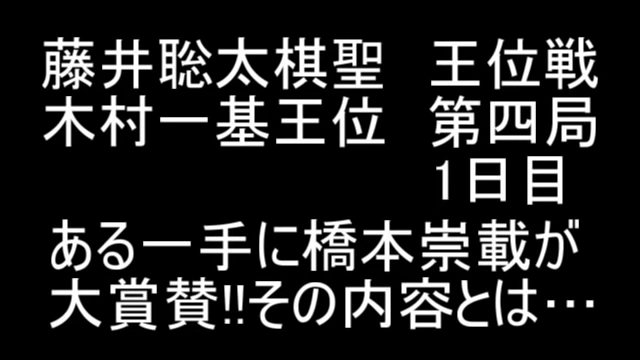 藤井聡太棋聖　王位戦
木村一基王位　第四局
1日目
ある一手に橋本崇載が
大賞賛!!その内容とは…